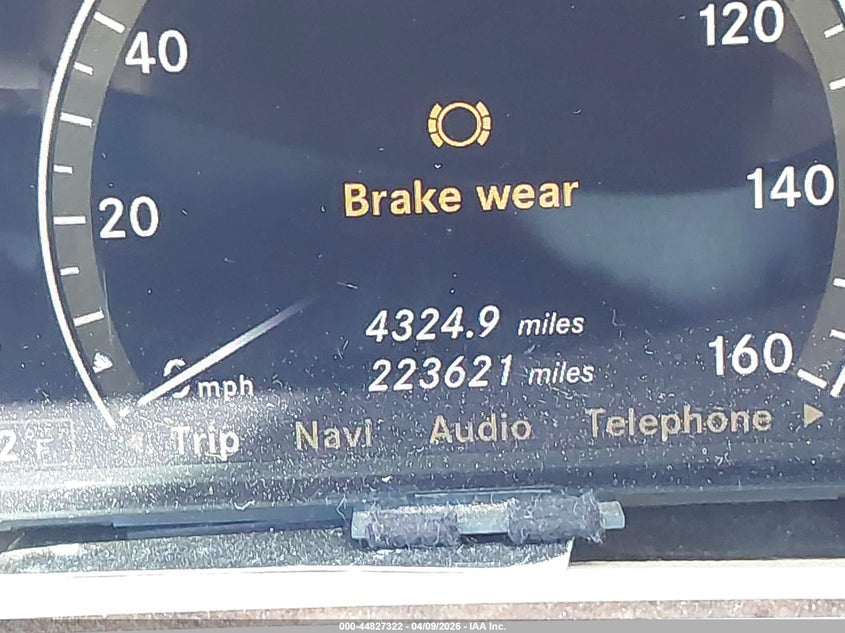 40
120
Brake wear
20
140
4324.9 miles
223621 miles
160
mph
Trip Navi Audio Telephone
000-44827322 - 04/09/2026 - IAA Inc.